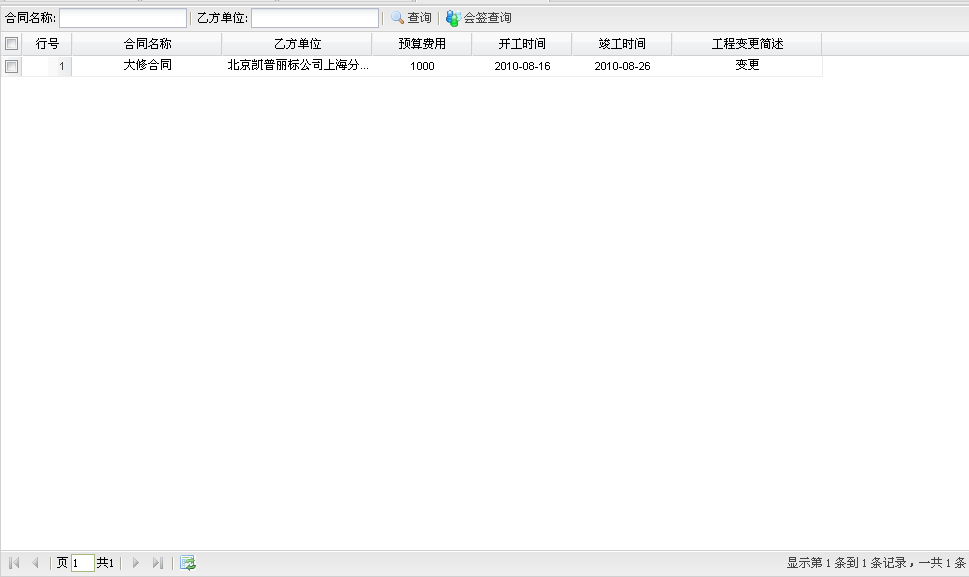 合同名称: 乙方单位: 查询 会签查询
行号 合同名称 乙方单位 预算费用 开工时间 竣工时间 工程变更简述
1 大修合同 北京凯普丽标公司上海分... 1000 2010-08-16 2010-08-26 变更
页 1 共1 显示第 1 条到 1 条记录，一共 1 条